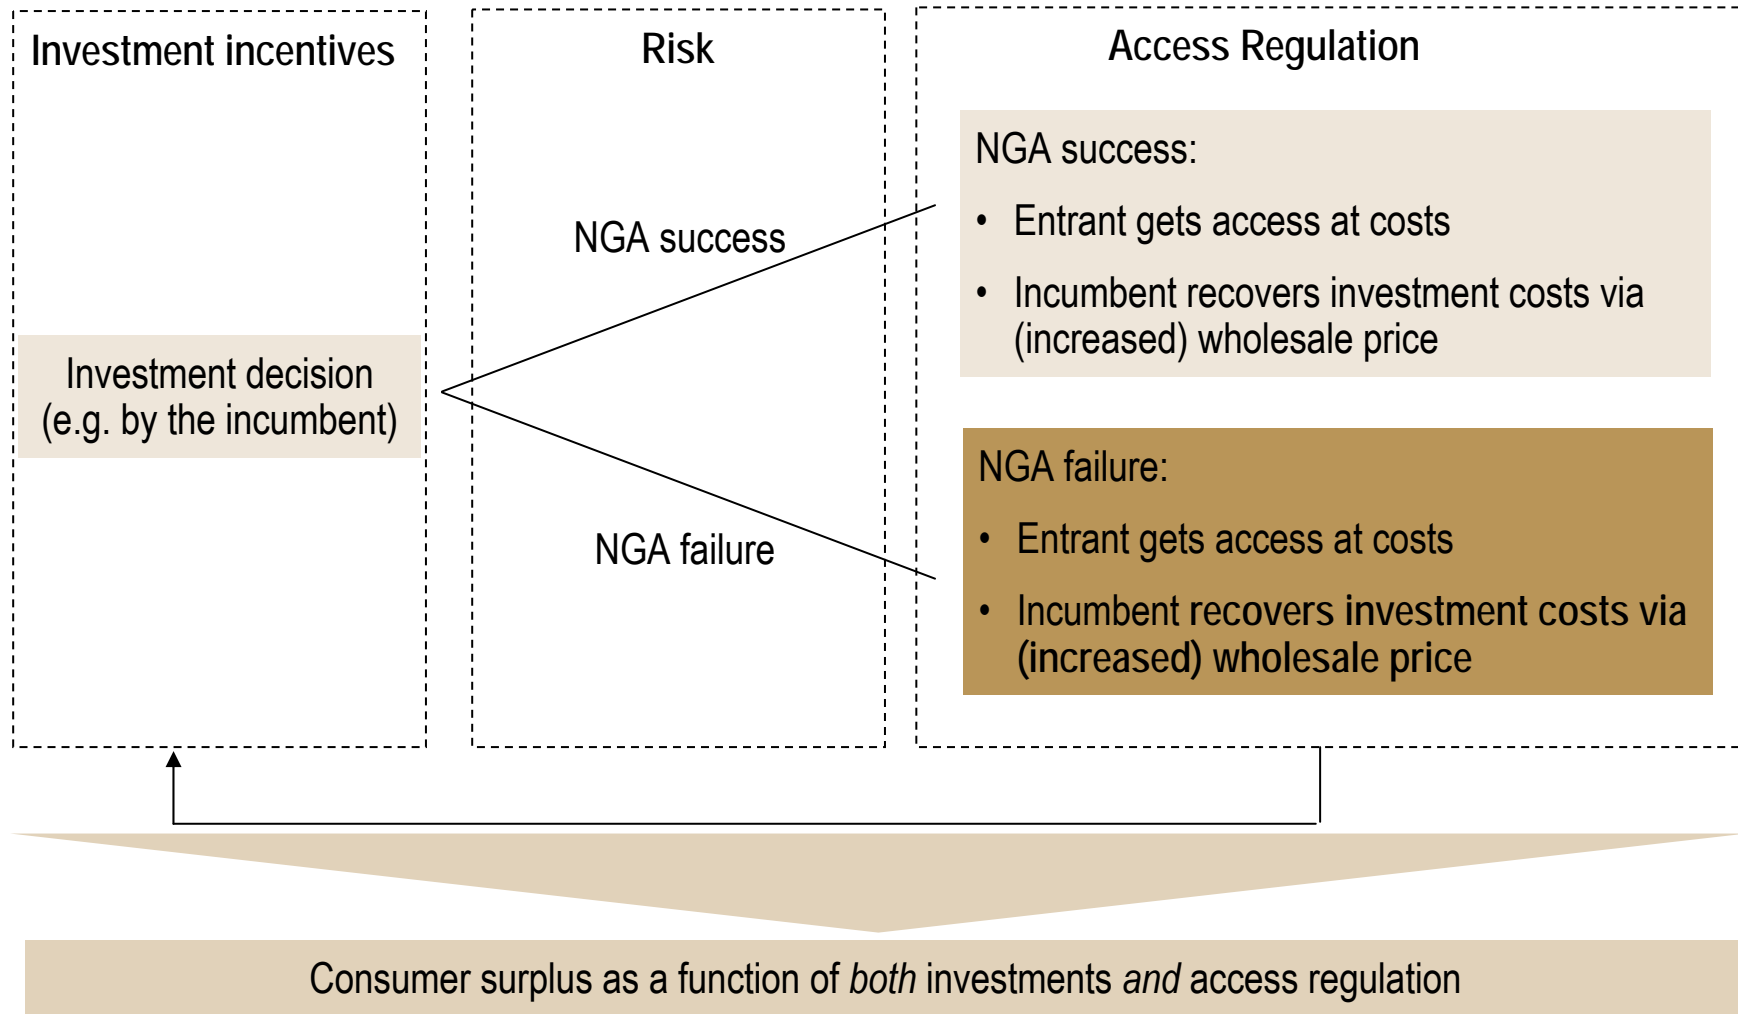 Investment incentives
Risk
Access Regulation
NGA success:
• Entrant gets access at costs
• Incumbent recovers investment costs via
(increased) wholesale price
NGA success
Investment decision
(e.g. by the incumbent)
NGA failure
NGA failure:
• Entrant gets access at costs
• Incumbent recovers investment costs via
(increased) wholesale price
Consumer surplus as a function of both investments and access regulation